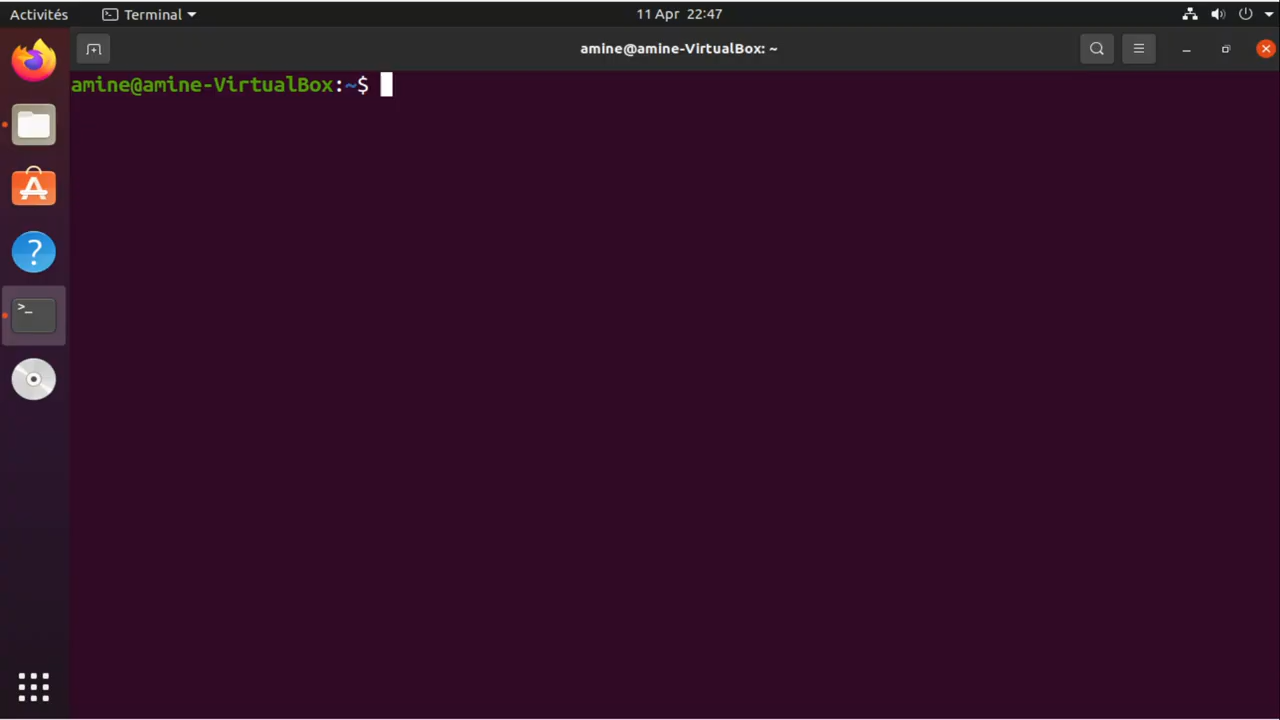 Activités
Terminal
11 Apr 22:47
amine@amine-VirtualBox: ~
amine@amine-VirtualBox:~$